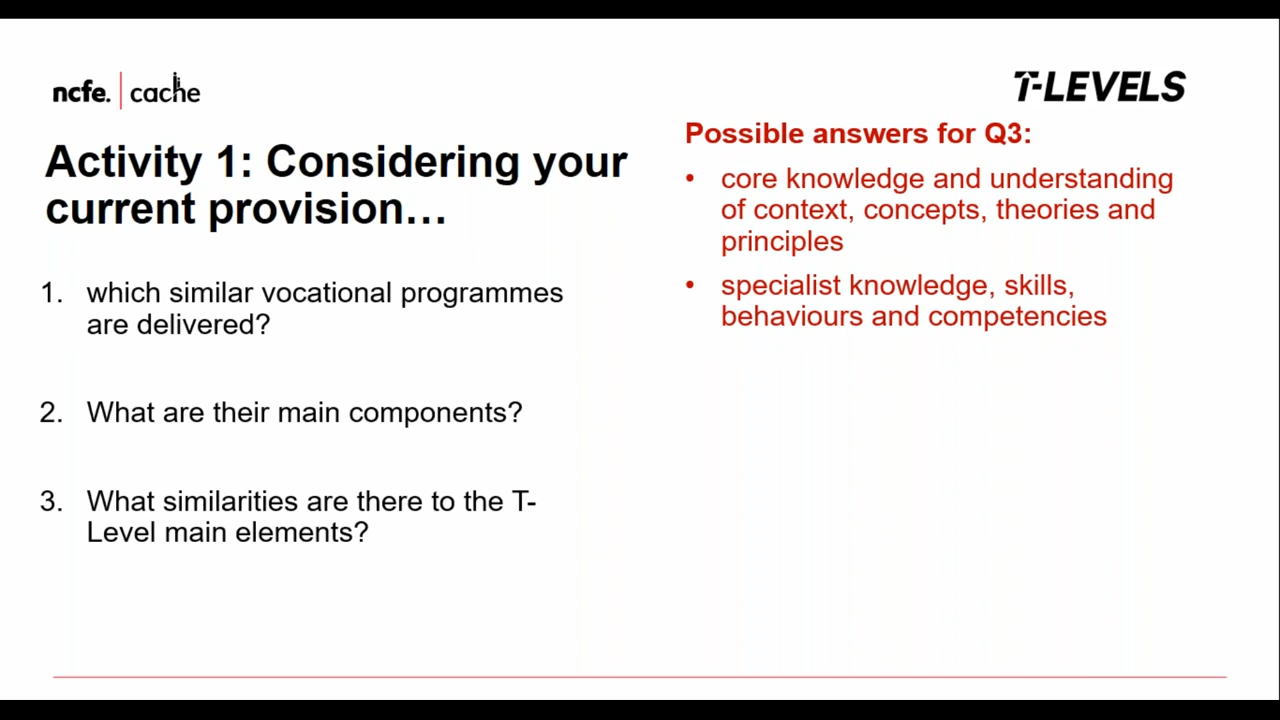 ncfe. cache
T-LEVELS
Activity 1: Considering your
current provision…
1. which similar vocational programmes
are delivered?
2. What are their main components?
3. What similarities are there to the T-
Level main elements?
Possible answers for Q3:
• core knowledge and understanding
of context, concepts, theories and
principles
• specialist knowledge, skills,
behaviours and competencies